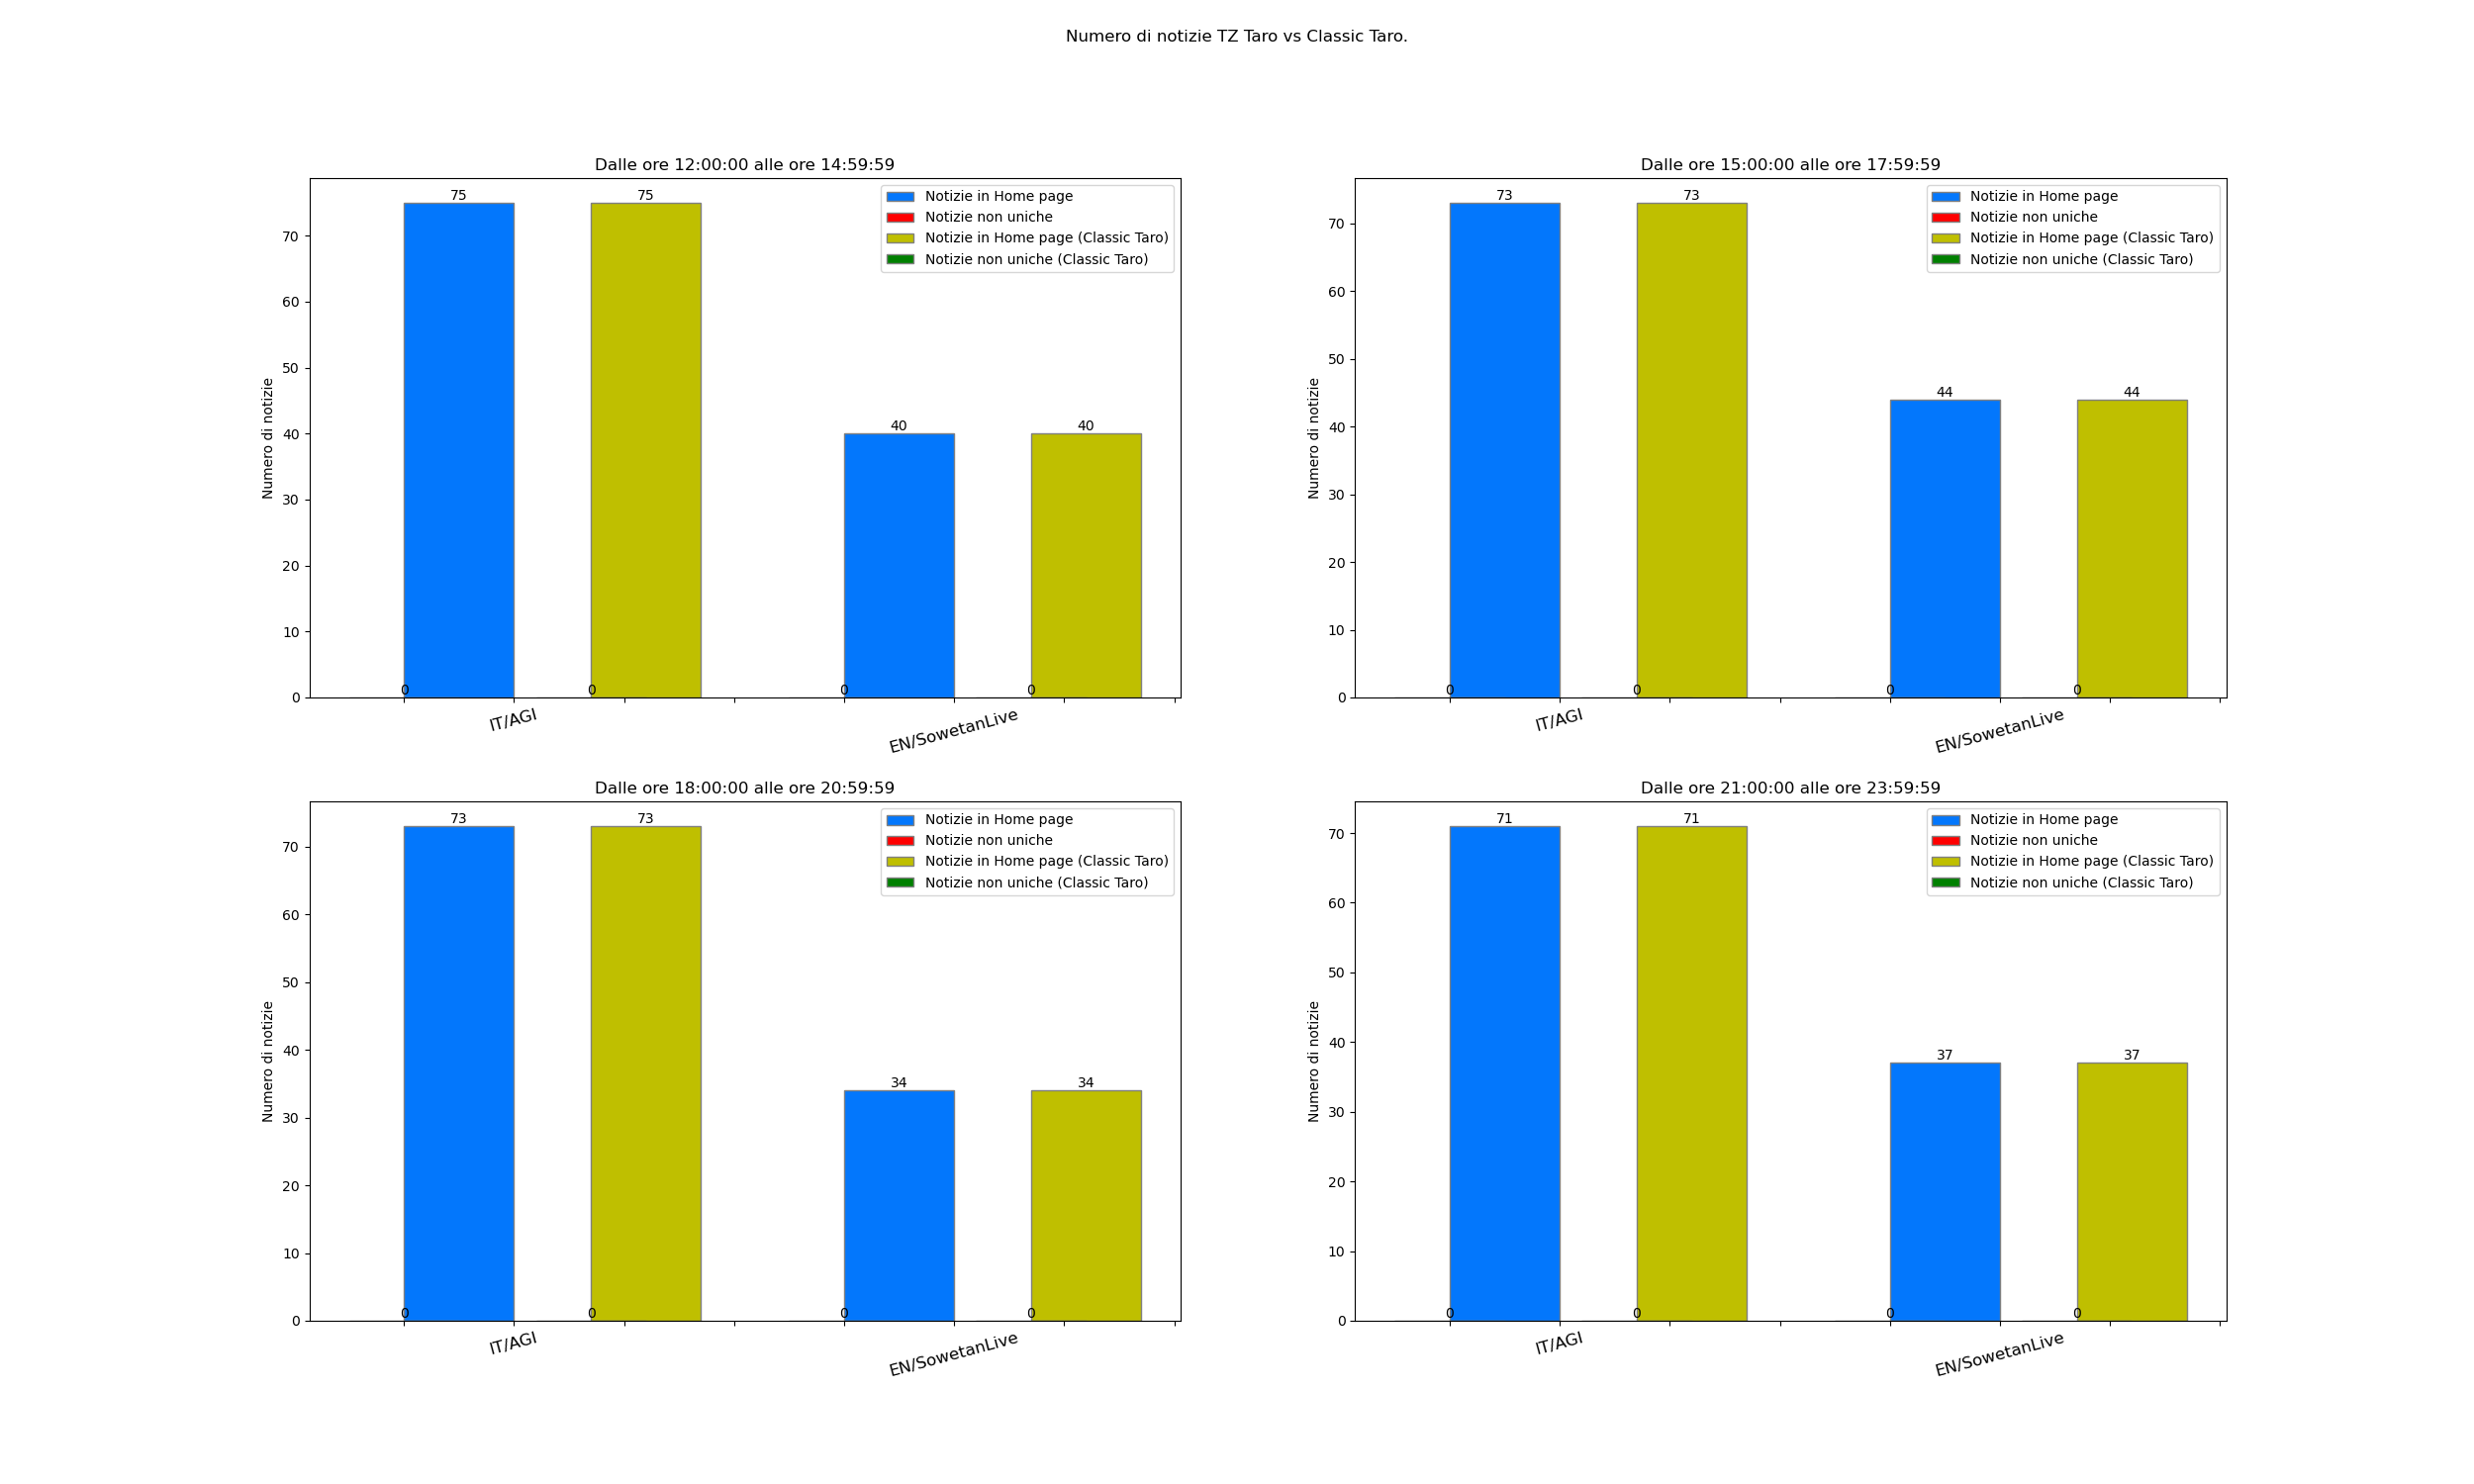 Numero di notizie TZ Taro vs Classic Taro.
Dalle ore 12:00:00 alle ore 14:59:59
Numero di notizie
70
60
50
40
30
20
10
0
75
75
40
40
0
0
0
0
Notizie in Home page
Notizie non uniche
Notizie in Home page (Classic Taro)
Notizie non uniche (Classic Taro)
IT/AGI
EN/SowetanLive
Dalle ore 15:00:00 alle ore 17:59:59
Numero di notizie
70
60
50
40
30
20
10
0
73
73
44
44
0
0
0
0
Notizie in Home page
Notizie non uniche
Notizie in Home page (Classic Taro)
Notizie non uniche (Classic Taro)
IT/AGI
EN/SowetanLive
Dalle ore 18:00:00 alle ore 20:59:59
Numero di notizie
70
60
50
40
30
20
10
0
73
73
34
34
0
0
0
0
Notizie in Home page
Notizie non uniche
Notizie in Home page (Classic Taro)
Notizie non uniche (Classic Taro)
IT/AGI
EN/SowetanLive
Dalle ore 21:00:00 alle ore 23:59:59
Numero di notizie
70
60
50
40
30
20
10
0
71
71
37
37
0
0
0
0
Notizie in Home page
Notizie non uniche
Notizie in Home page (Classic Taro)
Notizie non uniche (Classic Taro)
IT/AGI
EN/SowetanLive